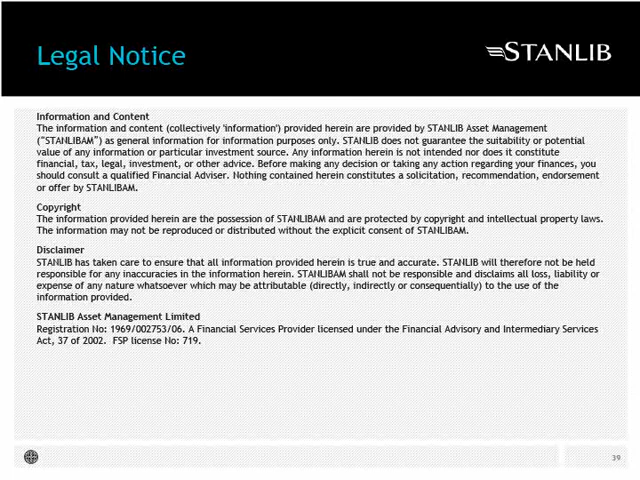 Legal Notice
STANLIB
Information and Content
The information and content (collectively 'information') provided herein are provided by STANLIB Asset Management
("STANLIBAM") as general information for information purposes only. STANLIB does not guarantee the suitability or potential
value of any information or particular investment source. Any information herein is not intended nor does it constitute
financial, tax, legal, investment, or other advice. Before making any decision or taking any action regarding your finances, you
should consult a qualified Financial Adviser. Nothing contained herein constitutes a solicitation, recommendation, endorsement
or offer by STANLIBAM.
Copyright
The information provided herein are the possession of STANLIBAM and are protected by copyright and intellectual property laws.
The information may not be reproduced or distributed without the explicit consent of STANLIBAM.
Disclaimer
STANLIB has taken care to ensure that all information provided herein is true and accurate. STANLIB will therefore not be held
responsible for any inaccuracies in the information herein. STANLIBAM shall not be responsible and disclaims all loss, liability or
expense of any nature whatsoever which may be attributable (directly, indirectly or consequentially) to the use of the
information provided.
STANLIB Asset Management Limited
Registration No: 1969/002753/06. A Financial Services Provider licensed under the Financial Advisory and Intermediary Services
Act, 37 of 2002. FSP license No: 719.
39